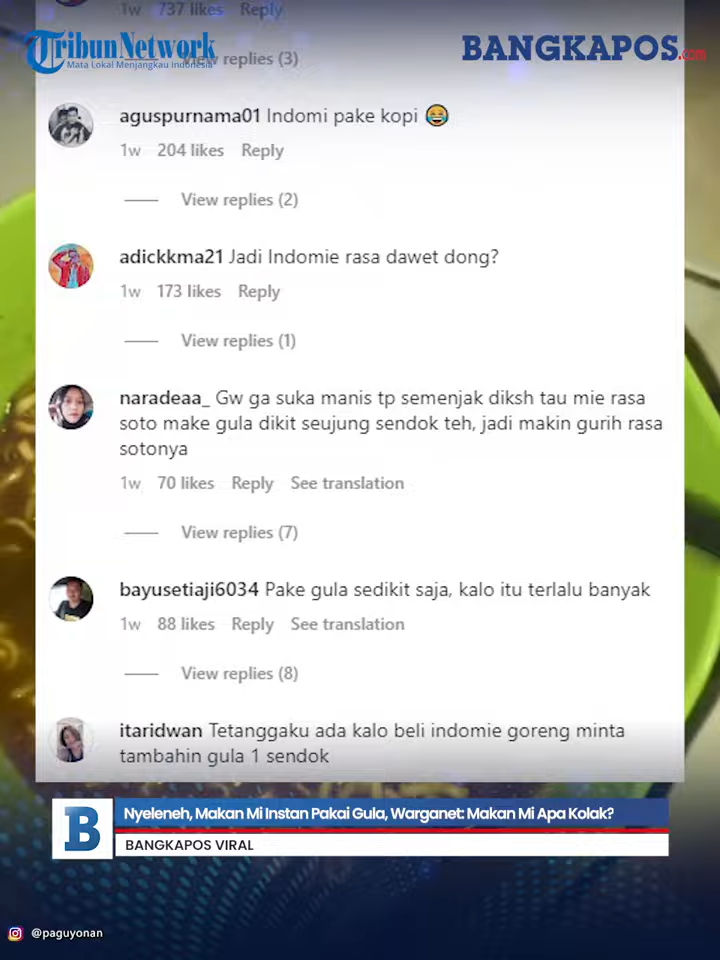 1w 737 likes Reply
TribunNetwork
Mata Lokal Menjangkau Indonesia
BANGKAPOS.com
View replies (3)
aguspurnama01 Indomi pake kopi 😂
1w 204 likes Reply
View replies (2)
adickkma21 Jadi Indomie rasa dawet dong?
1w 173 likes Reply
View replies (1)
naradeaa_ Gw ga suka manis tp semenjak diksh tau mie rasa
soto make gula dikit seujung sendok teh, jadi makin gurih rasa
sotonya
1w 70 likes Reply See translation
View replies (7)
bayusetiaji6034 Pake gula sedikit saja, kalo itu terlalu banyak
1w 88 likes Reply See translation
View replies (8)
itaridwan Tetanggaku ada kalo beli indomie goreng minta
tambahin gula 1 sendok
B
Nyeleneh, Makan Mi Instan Pakai Gula, Warganet: Makan Mi Apa Kolak?
BANGKAPOS VIRAL
@paguyonan